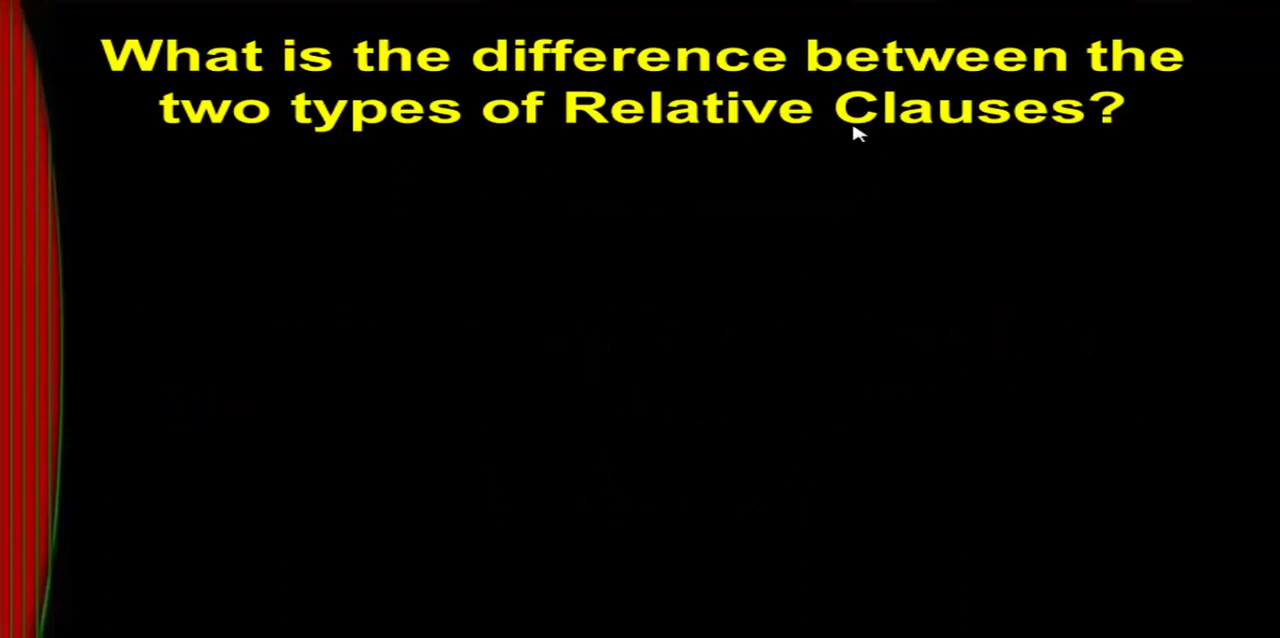 What is the difference between the
two types of Relative Clauses?